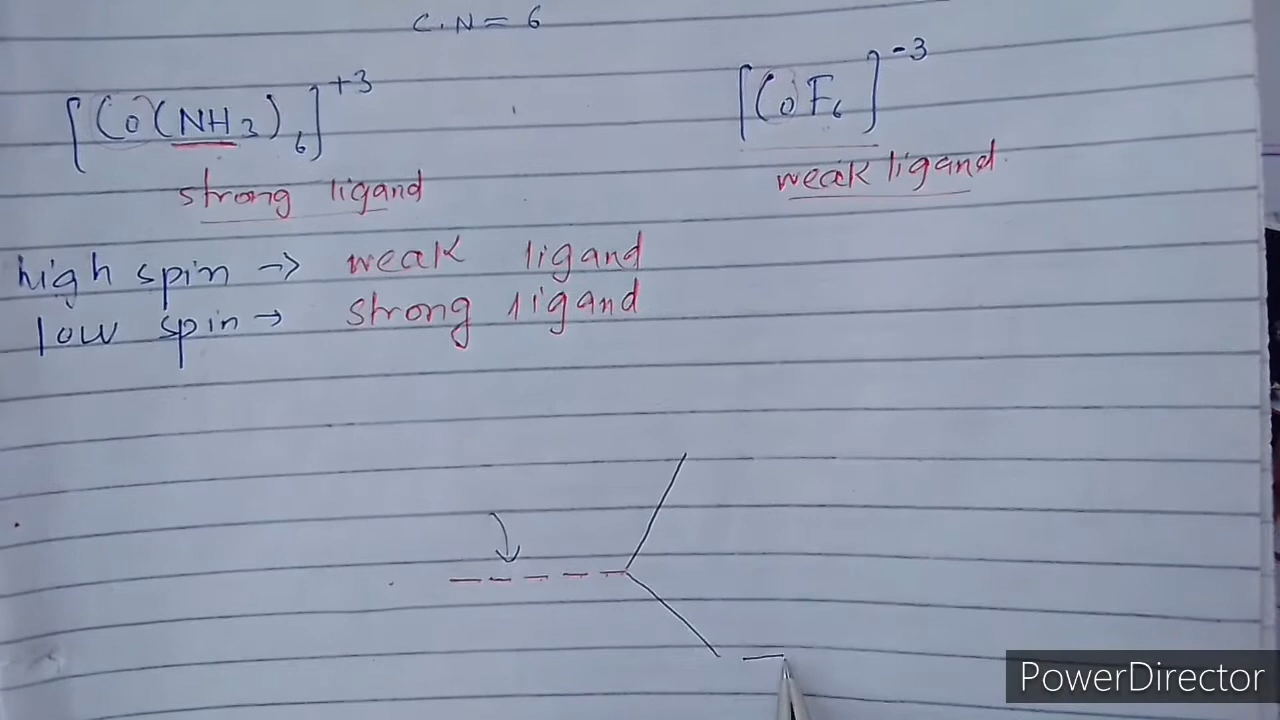 C.N = 6
[Co(NH3)6]+3 [CoF6]-3
strong ligand weak ligand
high spin → weak ligand
low spin → strong ligand
PowerDirector